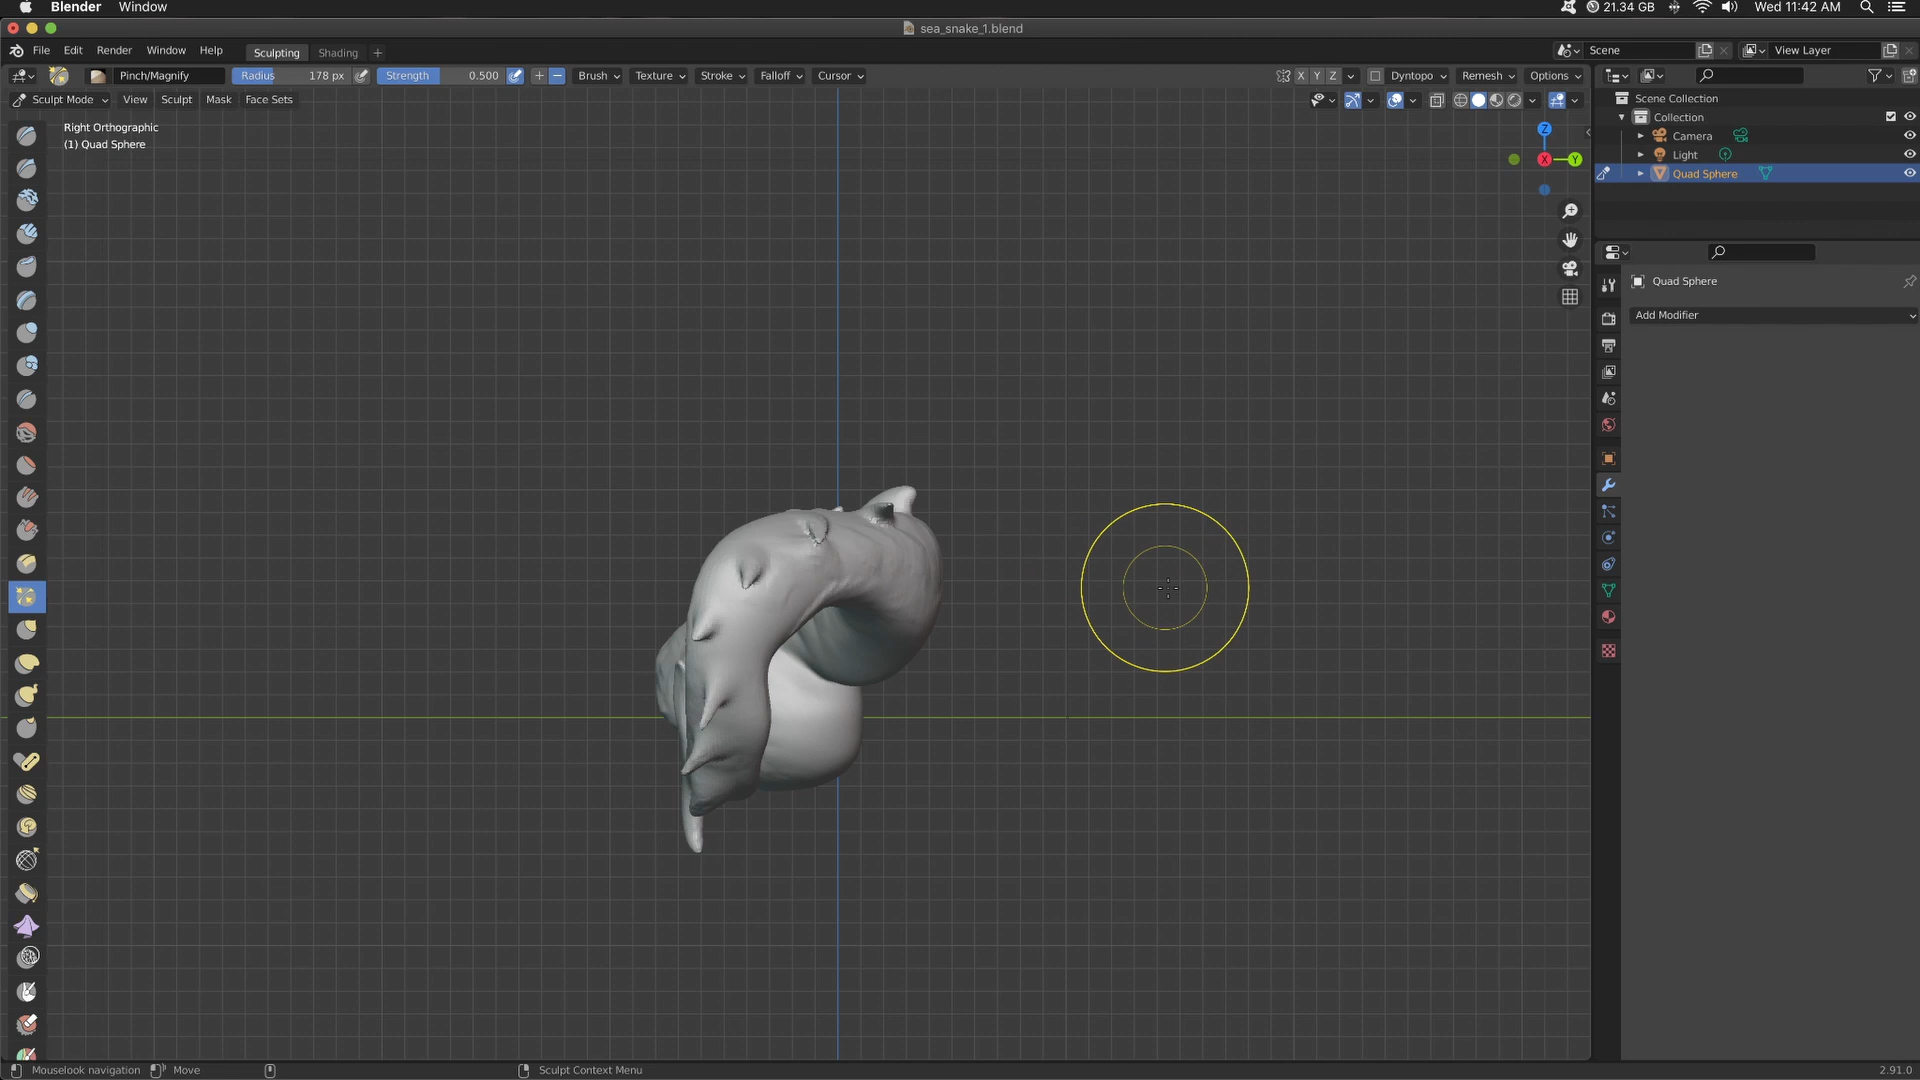 Blender Window 21.34 GB Wed 11:42 AM
sea_snake_1.blend
File Edit Render Window Help Sculpting Shading + Scene View Layer
Pinch/Magnify Radius 178 px Strength 0.500 Brush Texture Stroke Falloff Cursor X Y Z Dyntopo Remesh Options
Sculpt Mode View Sculpt Mask Face Sets
Scene Collection
Collection
Camera
Light
Quad Sphere
Right Orthographic
(1) Quad Sphere
Z
X
Y
Quad Sphere
Add Modifier
Mouselook navigation Move Sculpt Context Menu 2.91.0